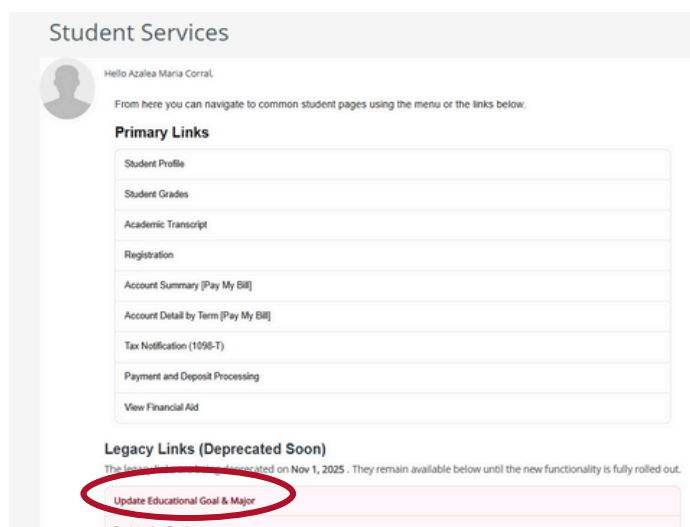 Student Services
Hello Azalea Maria Corral,
From here you can navigate to common student pages using the menu or the links below.
Primary Links
Student Profile
Student Grades
Academic Transcript
Registration
Account Summary [Pay My Bill]
Account Detail by Term [Pay My Bill]
Tax Notification (1098-T)
Payment and Deposit Processing
View Financial Aid
Legacy Links (Deprecated Soon)
The legacy links are being deprecated on Nov 1, 2025 . They remain available below until the new functionality is fully rolled out.
Update Educational Goal & Major